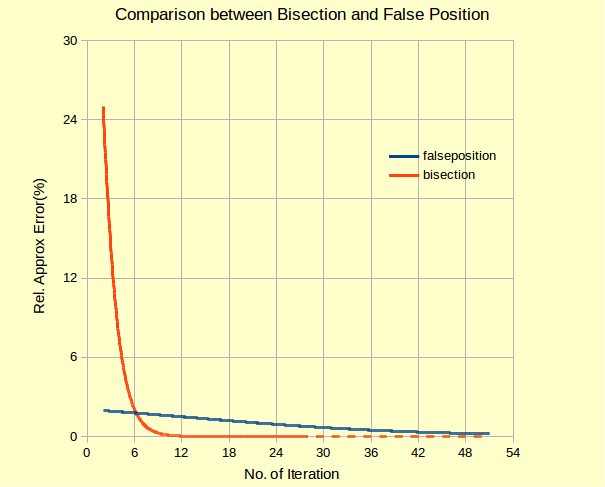 Comparison between Bisection and False Position
30
24
18
12
6
0
Rel. Approx Error(%)
falseposition
bisection
0 6 12 18 24 30 36 42 48 54
No. of Iteration